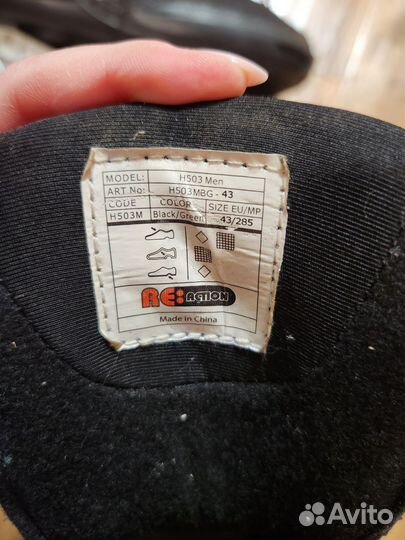 MODEL: H503 Men
ART No: H503MBG - 43
CODE COLOR SIZE EU/MP
H503M Black/Green 43/285
RE:ACTION
Made in China
Avito